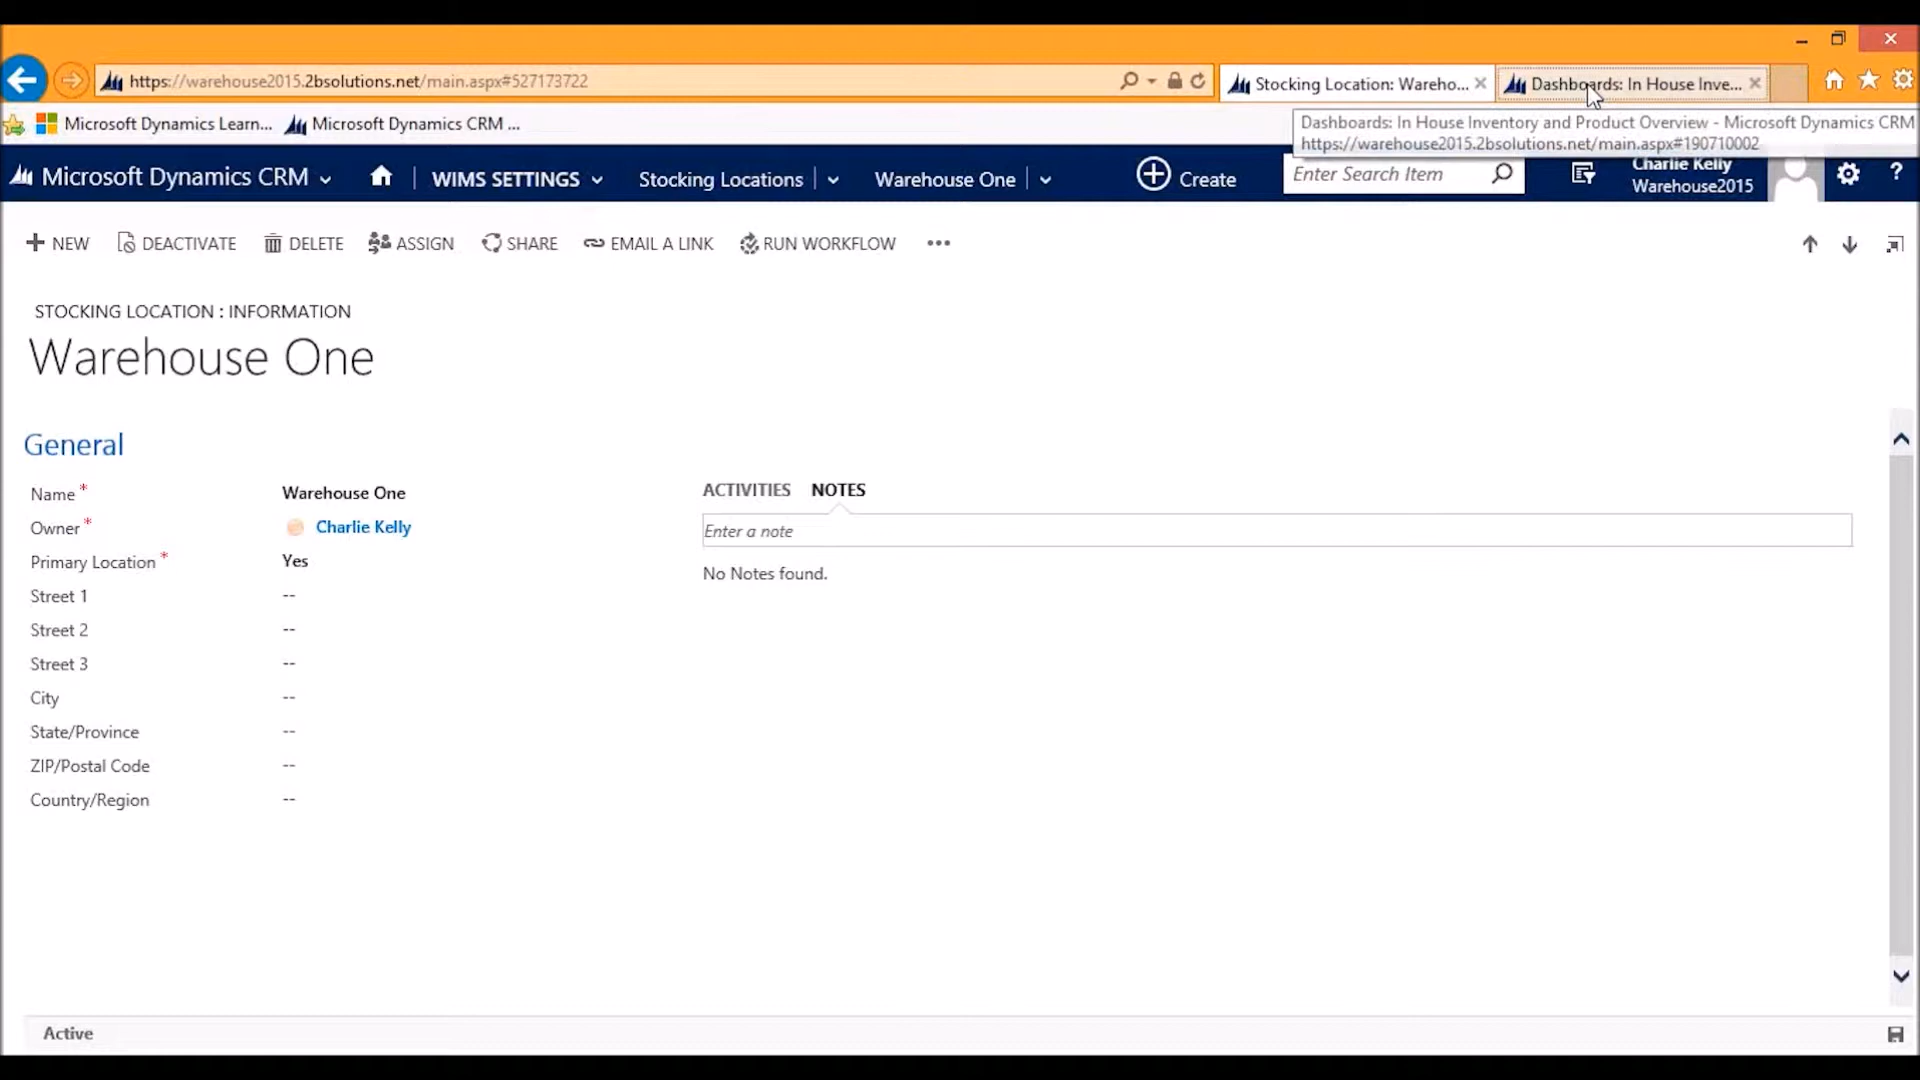 https://warehouse2015.2bsolutions.net/main.aspx#527173722
Stocking Location: Wareho...
Dashboards: In House Inve...
Microsoft Dynamics Learn...
Microsoft Dynamics CRM ...
Dashboards: In House Inventory and Product Overview - Microsoft Dynamics CRM
https://warehouse2015.2bsolutions.net/main.aspx#190710002
Microsoft Dynamics CRM
WIMS SETTINGS
Stocking Locations
Warehouse One
Create
Enter Search Item
Charlie Kelly
Warehouse2015
?
NEW
DEACTIVATE
DELETE
ASSIGN
SHARE
EMAIL A LINK
RUN WORKFLOW
•••
STOCKING LOCATION : INFORMATION
Warehouse One
General
Name * Warehouse One
Owner * Charlie Kelly
Primary Location * Yes
Street 1 --
Street 2 --
Street 3 --
City --
State/Province --
ZIP/Postal Code --
Country/Region --
ACTIVITIES NOTES
Enter a note
No Notes found.
Active